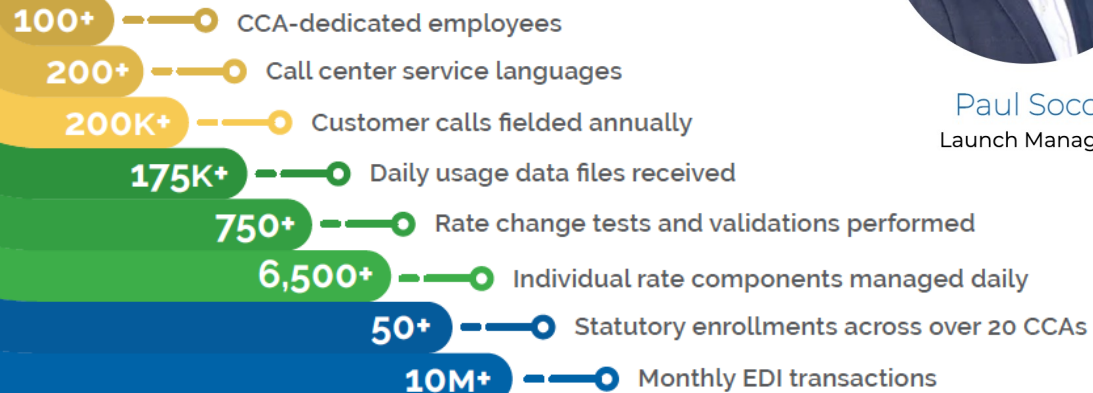 100+ CCA-dedicated employees
200+ Call center service languages
200K+ Customer calls fielded annually
Paul
Launch
175K+ Daily usage data files received
750+ Rate change tests and validations performed
6,500+ Individual rate components managed daily
50+ Statutory enrollments across over 20 CCAs
10M+ Monthly EDI transactions